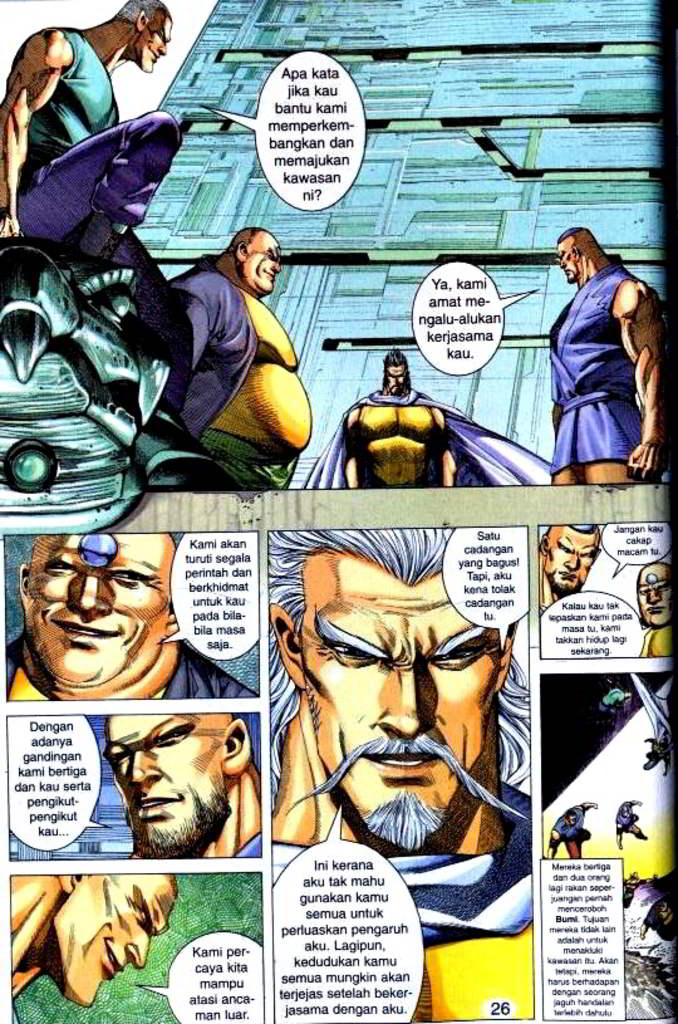 Apa kata
jika kau
bantu kami
memperkem-
bangkan dan
memajukan
kawasan
ni?
Ya, kami
amat me-
ngalu-alukan
kerjasama
kau.
Kami akan
turuti segala
perintah dan
berkhidmat
untuk kau
pada bila-
bila masa
saja.
Dengan
adanya
gandingan
kami bertiga
dan kau serta
pengikut-
pengikut
kau...
Kami per-
caya kita
mampu
atasi anca-
man luar.
Satu
cadangan
yang bagus!
Tapi, aku
kena tolak
cadangan
tu.
Ini kerana
aku tak mahu
gunakan kamu
semua untuk
perluaskan pengaruh
aku. Lagipun,
kedudukan kamu
semua mungkin akan
terjejas setelah beker-
jasama dengan aku.
Jangan kau
cakap
macam tu.
Kalau kau tak
lepaskan kami pada
masa tu, kami
takkan hidup lagi
sekarang.
Mereka bertiga
dan dua orang
lagi rakan seper-
juangan pernah
menceroboh
Bumi. Tujuan
mereka tidak lain
adalah untuk
menakluki
kawasan itu. Akan
tetapi, mereka
harus berhadapan
dengan seorang
jaguh handalan
terlebih dahulu
26